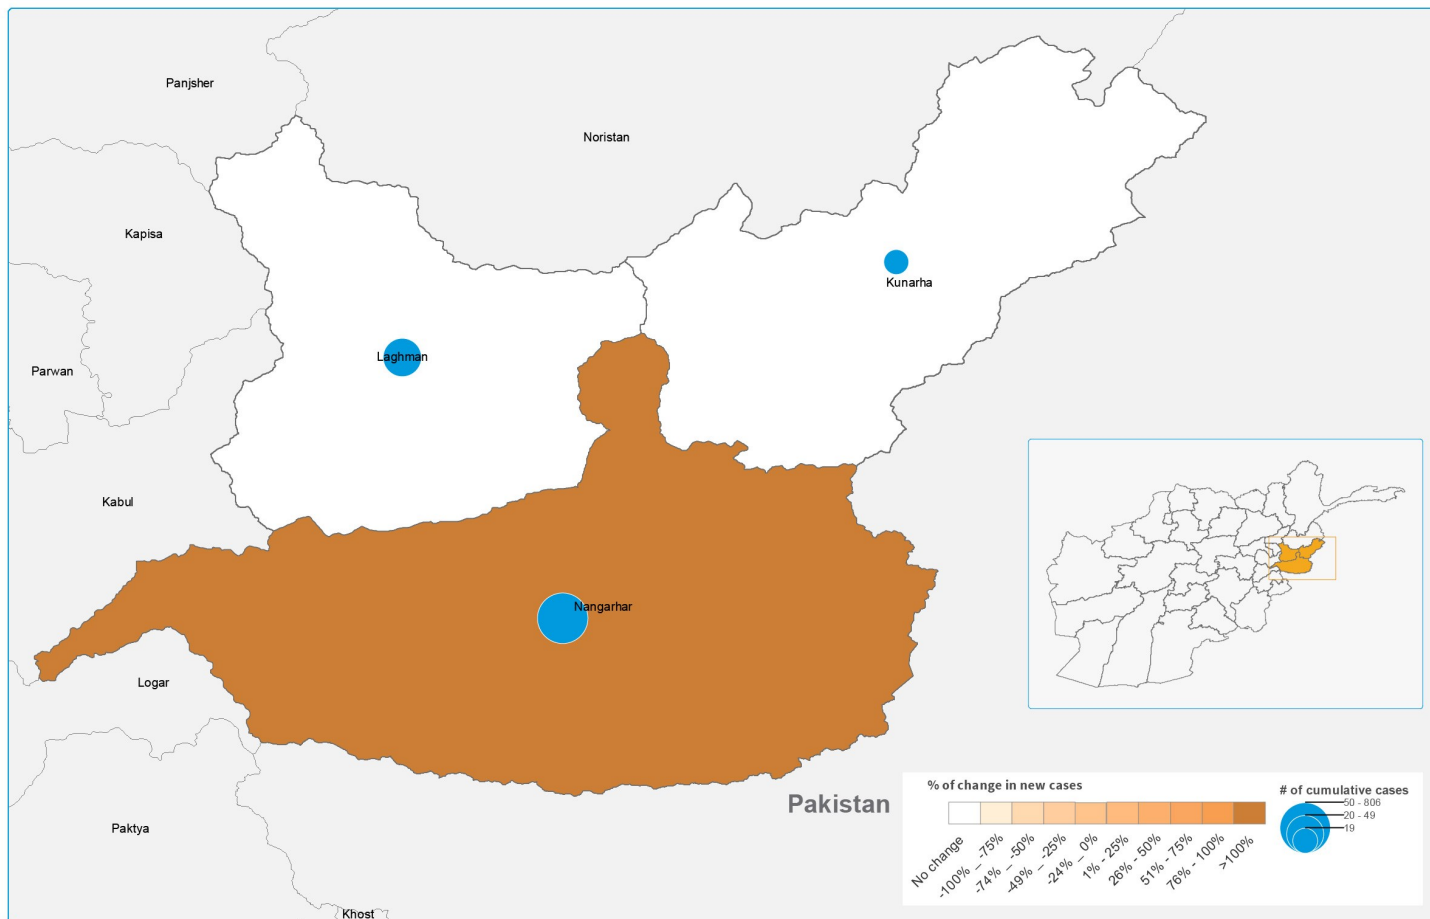 Panjsher
Noristan
Kapisa
Kunarha
Laghman
Parwan
Kabul
Nangarhar
Logar
Pakistan
Paktya
Khost
% of change in new cases
No change
-100% _ -75%
-74% _ -50%
-49% _ -25%
-24% _ 0%
1% - 25%
26% - 50%
51% - 75%
76% - 100%
>100%
# of cumulative cases
50 - 806
20 - 49
19